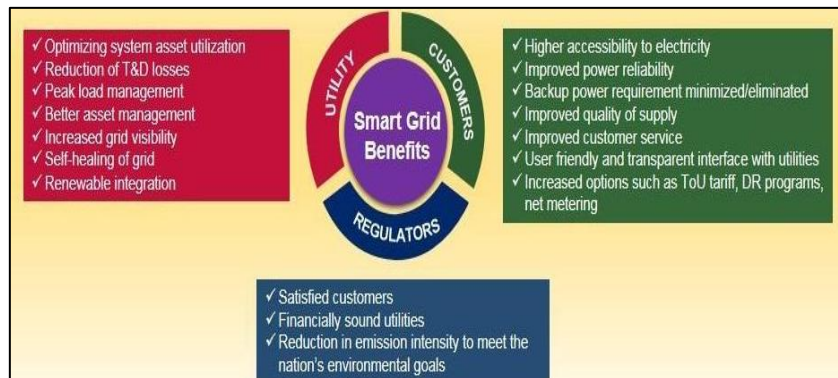 ✓Optimizing system asset utilization
✓Reduction of T&D losses
✓Peak load management
✓Better asset management
✓Increased grid visibility
✓Self-healing of grid
✓Renewable integration
UTILITY
CUSTOMERS
Smart Grid
Benefits
REGULATORS
✓Higher accessibility to electricity
✓Improved power reliability
✓Backup power requirement minimized/eliminated
✓Improved quality of supply
✓Improved customer service
✓User friendly and transparent interface with utilities
✓Increased options such as ToU tariff, DR programs,
net metering
✓Satisfied customers
✓Financially sound utilities
✓Reduction in emission intensity to meet the
nation's environmental goals